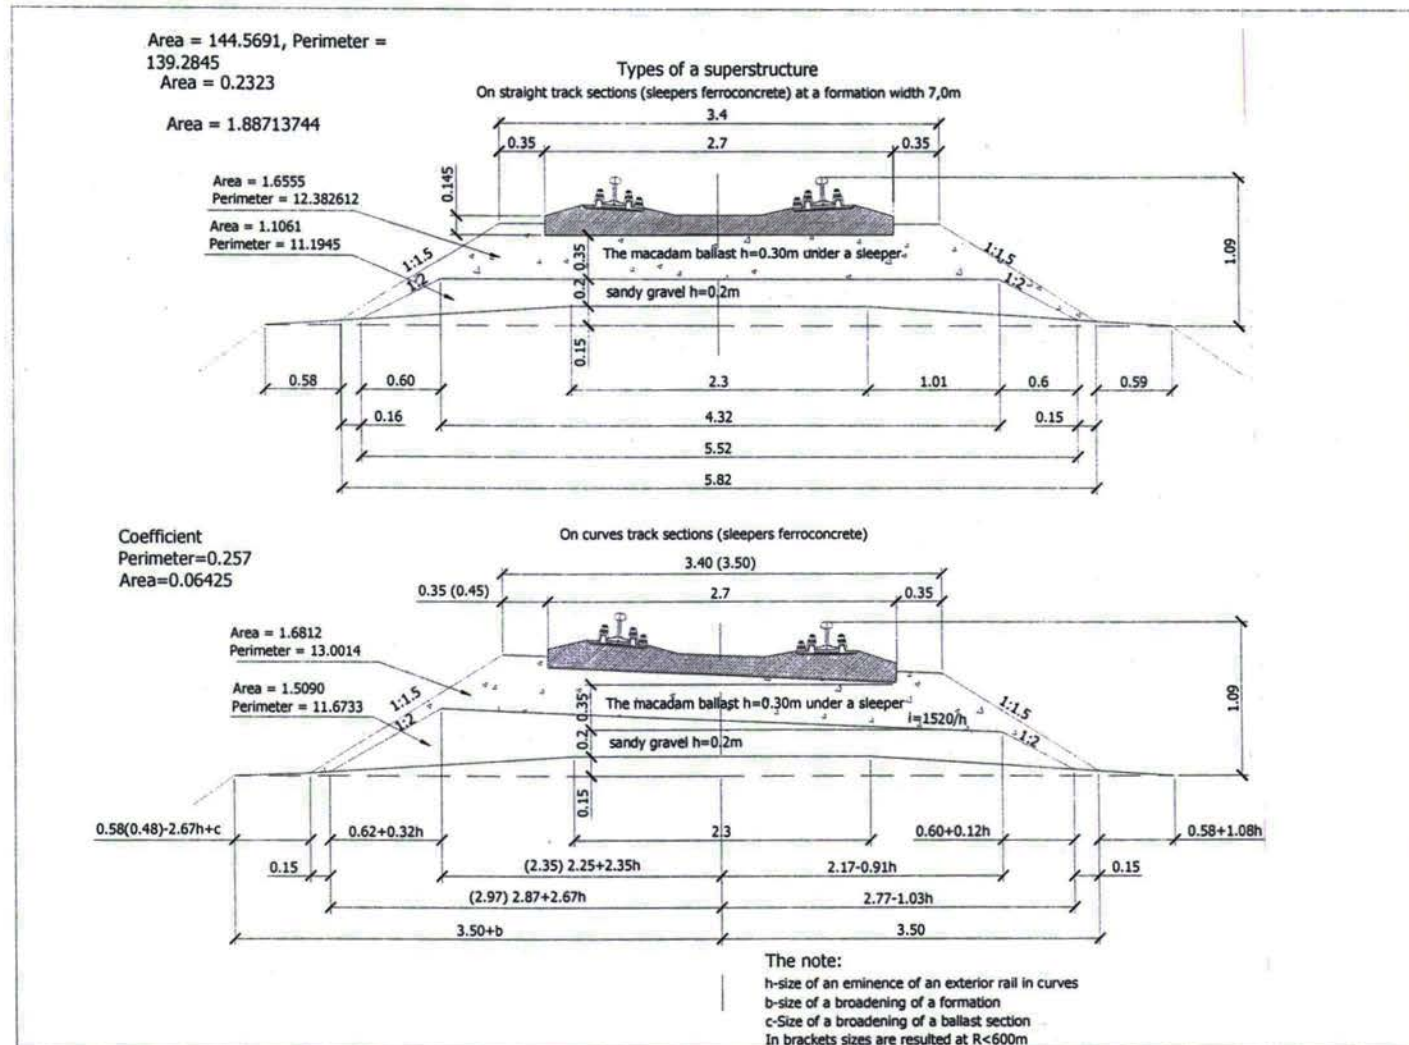 Area = 144.5691, Perimeter =
139.2845
Area = 0.2323
Area = 1.88713744
Types of a superstructure
On straight track sections (sleepers ferroconcrete) at a formation width 7,0m
3.4
0.35
2.7
0.35
0.145
Area = 1.6555
Perimeter = 12.382612
Area = 1.1061
Perimeter = 11.1945
1:1.5
1:2
0.35
The macadam ballast h=0.30m under a sleeper
1:1.5
1:2
1.09
0.2
sandy gravel h=0.2m
0.15
0.58
0.60
2.3
1.01
0.6
0.59
0.16
4.32
0.15
5.52
5.82
Coefficient
Perimeter=0.257
Area=0.06425
On curves track sections (sleepers ferroconcrete)
3.40 (3.50)
0.35 (0.45)
2.7
0.35
Area = 1.6812
Perimeter = 13.0014
Area = 1.5090
Perimeter = 11.6733
1:1.5
1:2
0.35
The macadam ballast h=0.30m under a sleeper
1:1.5
i=1520/h
1:2
1.09
0.2
sandy gravel h=0.2m
0.15
0.58(0.48)-2.67h+c
0.62+0.32h
2.3
0.60+0.12h
0.58+1.08h
0.15
(2.35) 2.25+2.35h
2.17-0.91h
0.15
(2.97) 2.87+2.67h
2.77-1.03h
3.50+b
3.50
The note:
h-size of an eminence of an exterior rail in curves
b-size of a broadening of a formation
c-Size of a broadening of a ballast section
In brackets sizes are resulted at R<600m